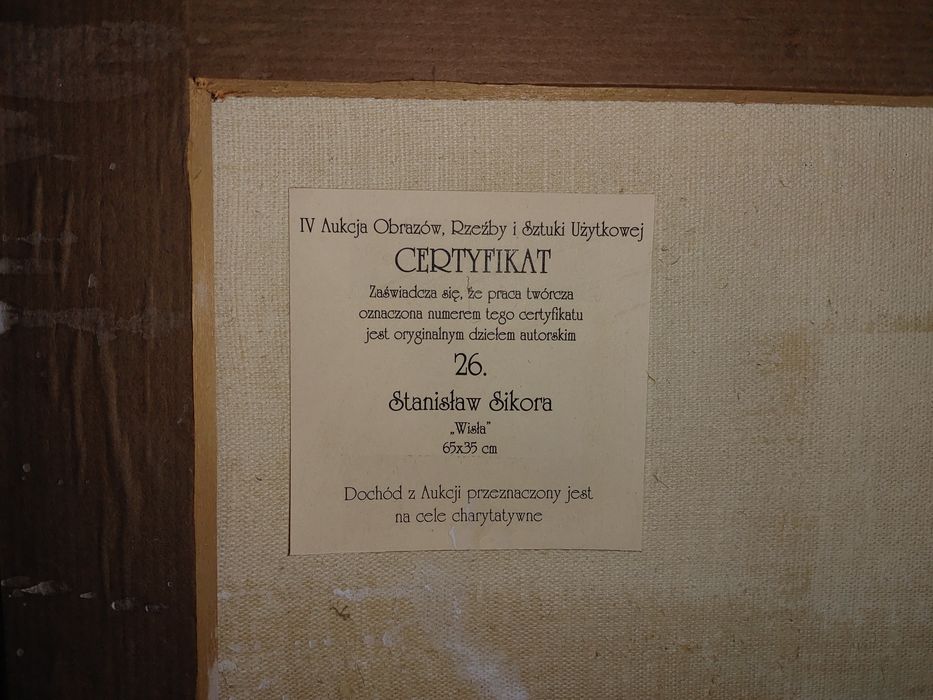 IV Aukcja Obrazów, Rzeźby i Sztuki Użytkowej
CERTYFIKAT
Zaświadcza się, że praca twórcza
oznaczona numerem tego certyfikatu
jest oryginalnym dziełem autorskim
26.
Stanisław Sikora
„Wisła”
65x35 cm
Dochód z Aukcji przeznaczony jest
na cele charytatywne